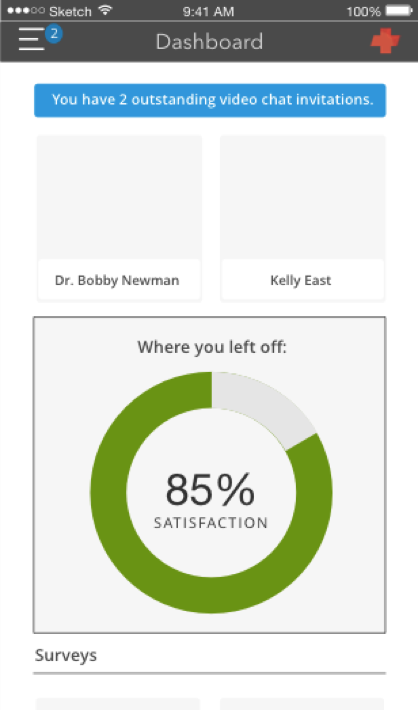 Sketch 9:41 AM 100%
2
Dashboard
You have 2 outstanding video chat invitations.
Dr. Bobby Newman
Kelly East
Where you left off:
85%
SATISFACTION
Surveys